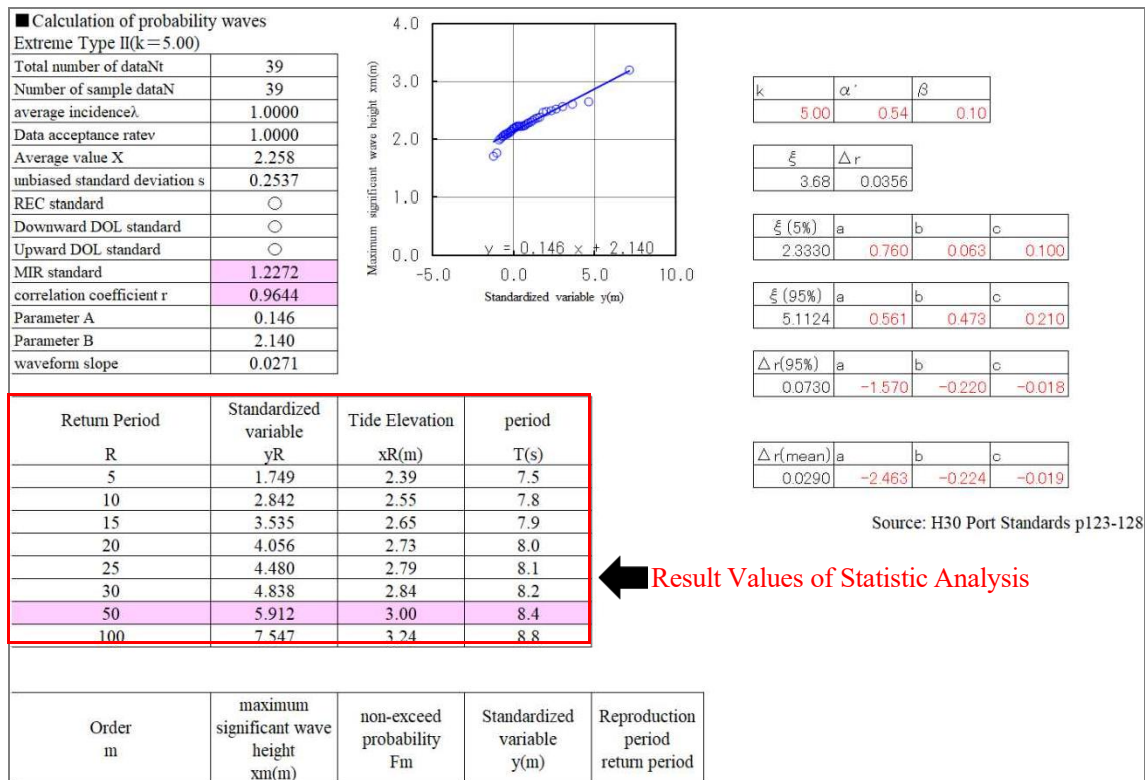 ■Calculation of probability waves
Extreme Type II(k=5.00)
Total number of dataNt 39
Number of sample dataN 39
average incidenceλ 1.0000
Data acceptance rateν 1.0000
Average value X 2.258
unbiased standard deviation s 0.2537
REC standard ○
Downward DOL standard ○
Upward DOL standard ○
MIR standard 1.2272
correlation coefficient r 0.9644
Parameter A 0.146
Parameter B 2.140
waveform slope 0.0271
Maximum significant wave height xm(m)
4.0
3.0
2.0
1.0
0.0
y = 0.146 x + 2.140
-5.0 0.0 5.0 10.0
Standardized variable y(m)
k α' β
5.00 0.54 0.10
ξ Δr
3.68 0.0356
ξ(5%) a b c
2.3330 0.760 0.063 0.100
ξ(95%) a b c
5.1124 0.561 0.473 0.210
Δr(95%) a b c
0.0730 -1.570 -0.220 -0.018
Δr(mean) a b c
0.0290 -2.463 -0.224 -0.019
Source: H30 Port Standards p123-128
Return Period Standardized variable Tide Elevation period
R yR xR(m) T(s)
5 1.749 2.39 7.5
10 2.842 2.55 7.8
15 3.535 2.65 7.9
20 4.056 2.73 8.0
25 4.480 2.79 8.1
30 4.838 2.84 8.2
50 5.912 3.00 8.4
100 7.547 3.24 8.8
Result Values of Statistic Analysis
Order m
maximum significant wave height xm(m)
non-exceed probability Fm
Standardized variable y(m)
Reproduction period return period